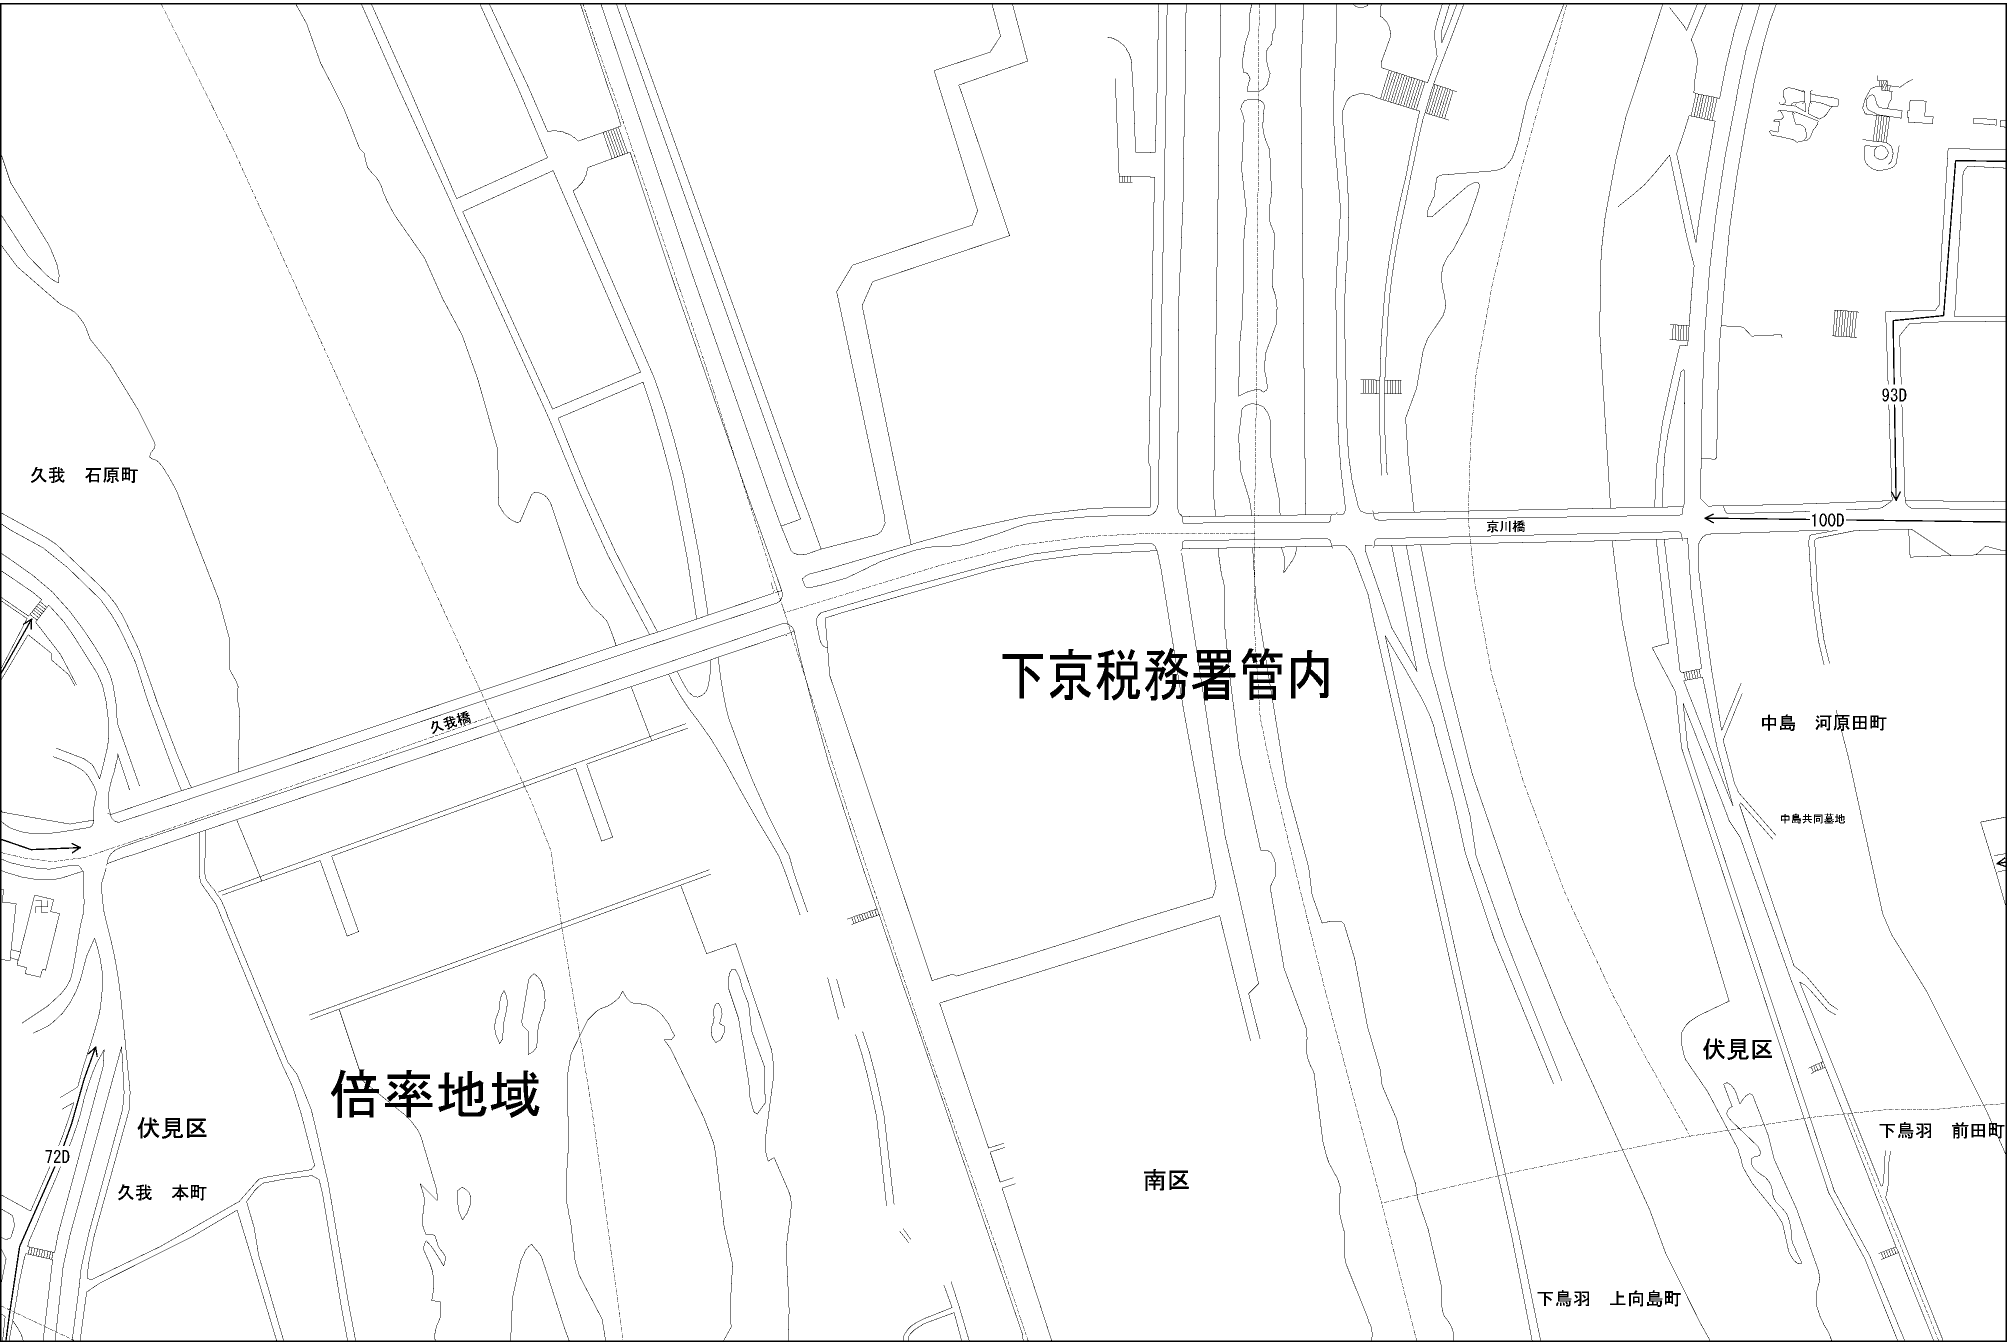 93D
久我　石原町
100D
京川橋
下京税務署管内
久我橋
中島　河原田町
中島共同墓地
伏見区
倍率地域
伏見区
下鳥羽　前田町
72D
南区
久我　本町
下鳥羽　上向島町